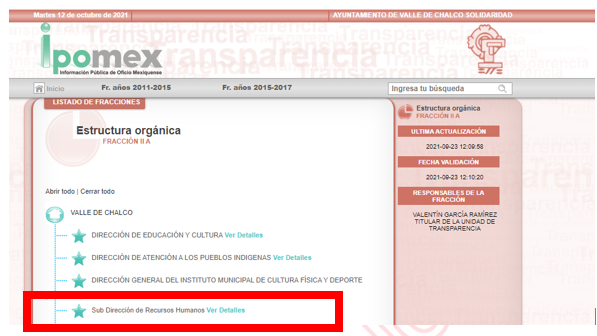 Martes 12 de octubre de 2021
AYUNTAMIENTO DE VALLE DE CHALCO SOLIDARIDAD
ipomex
Información Pública de Oficio Mexiquense
Inicio
Fr. años 2011-2015
Fr. años 2015-2017
Ingresa tu búsqueda
LISTADO DE FRACCIONES
Estructura orgánica
FRACCIÓN II A
Abrir todo | Cerrar todo
VALLE DE CHALCO
DIRECCIÓN DE EDUCACIÓN Y CULTURA Ver Detalles
DIRECCIÓN DE ATENCIÓN A LOS PUEBLOS INDIGENAS Ver Detalles
DIRECCIÓN GENERAL DEL INSTITUTO MUNICIPAL DE CULTURA FÍSICA Y DEPORTE
Sub Dirección de Recursos Humanos Ver Detalles
Estructura orgánica
FRACCIÓN II A
ULTIMA ACTUALIZACIÓN
2021-09-23 12:09:58
FECHA VALIDACIÓN
2021-09-23 12:10:20
RESPONSABLES DE LA
FRACCIÓN
VALENTÍN GARCÍA RAMÍREZ
TITULAR DE LA UNIDAD DE
TRANSPARENCIA